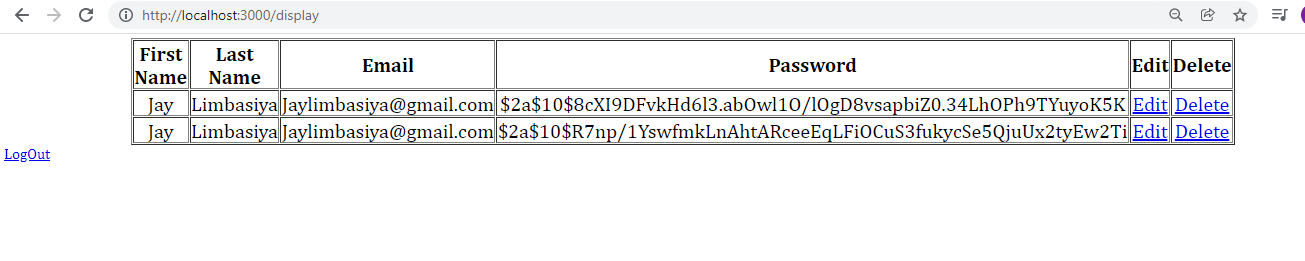 http://localhost:3000/display
First Name Last Name Email Password Edit Delete
Jay Limbasiya Jaylimbasiya@gmail.com $2a$10$8cXI9DFvkHd6l3.abOwl1O/lOgD8vsapbiZ0.34LhOPh9TYuyoK5K Edit Delete
Jay Limbasiya Jaylimbasiya@gmail.com $2a$10$R7np/1YswfmkLnAhtARceeEqLFiOCuS3fukycSe5QjuUx2tyEw2Ti Edit Delete
LogOut